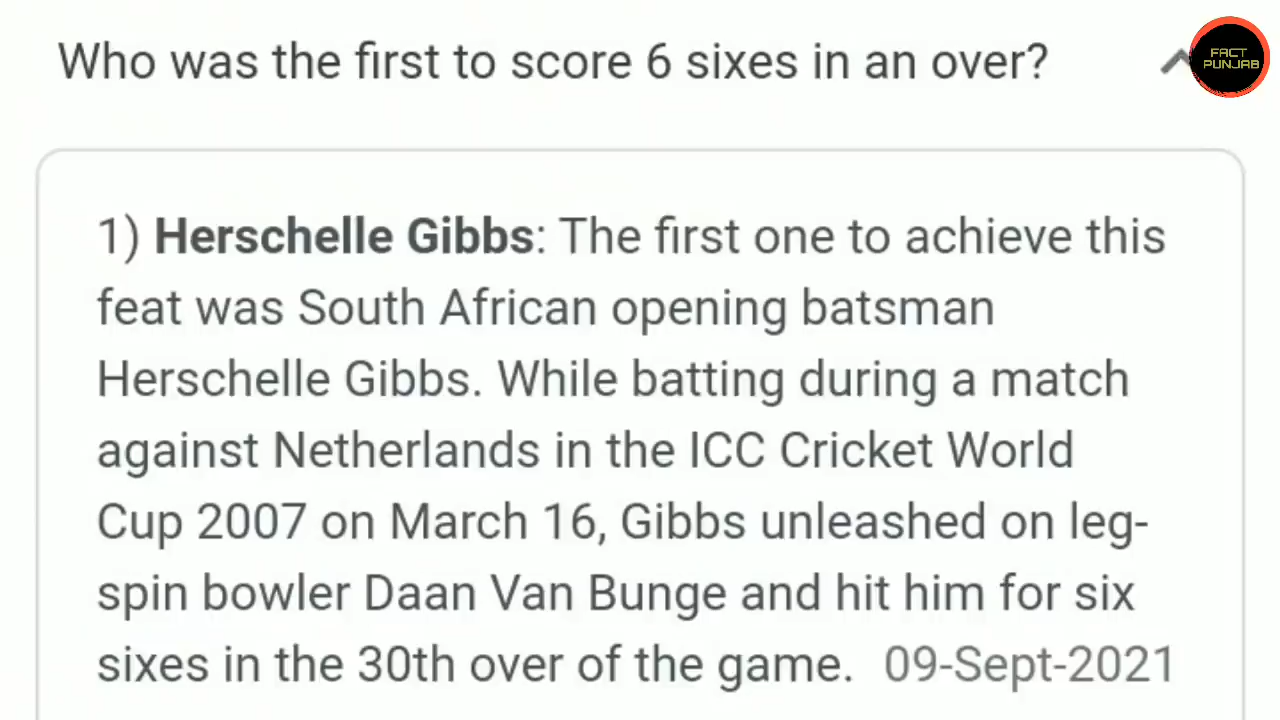 Who was the first to score 6 sixes in an over?
FACT
PUNJAB
1) Herschelle Gibbs: The first one to achieve this
feat was South African opening batsman
Herschelle Gibbs. While batting during a match
against Netherlands in the ICC Cricket World
Cup 2007 on March 16, Gibbs unleashed on leg-
spin bowler Daan Van Bunge and hit him for six
sixes in the 30th over of the game. 09-Sept-2021